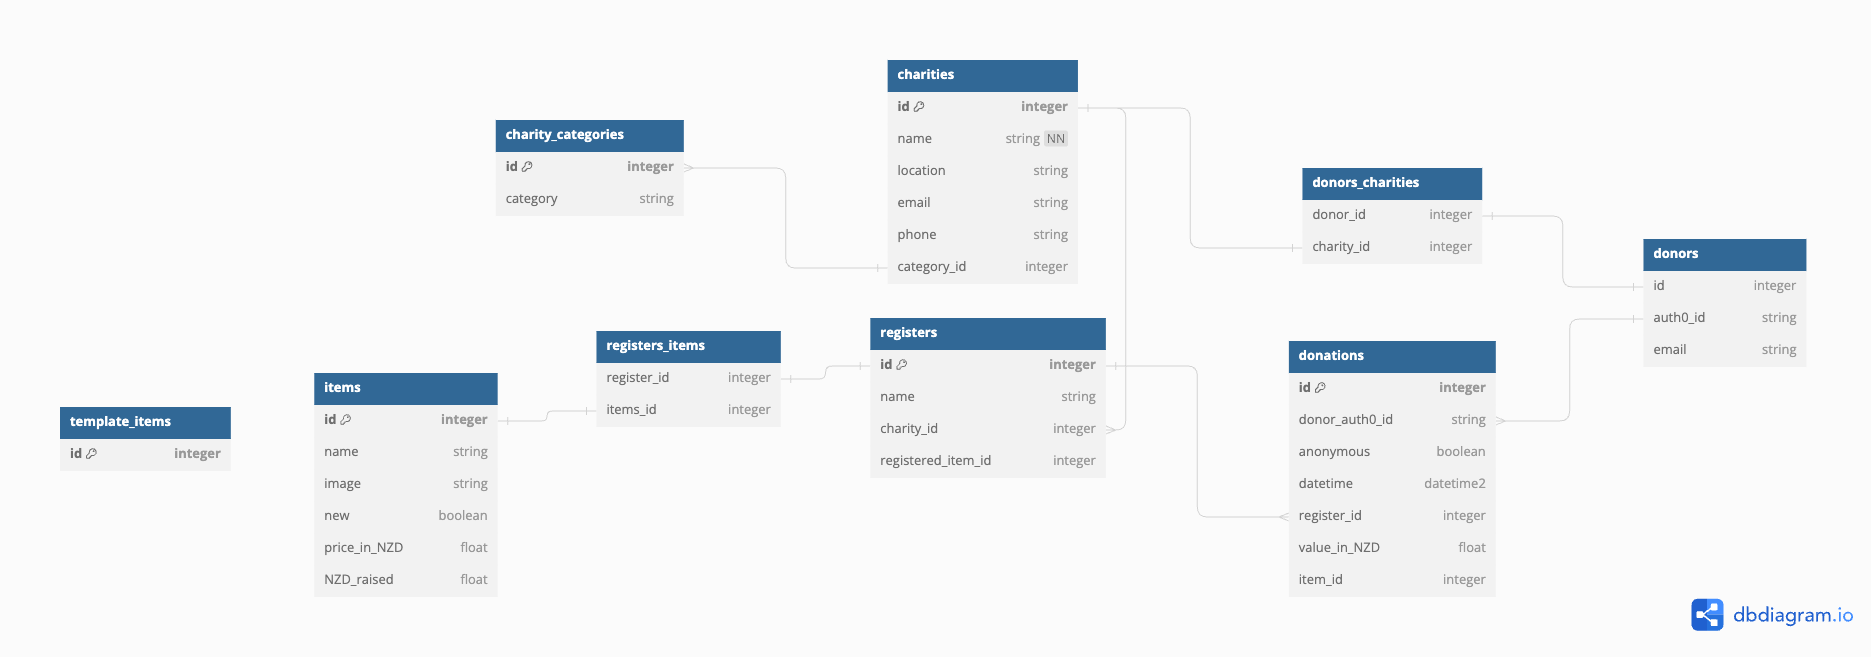 charities
id integer
name string NN
location string
email string
phone string
category_id integer
charity_categories
id integer
category string
donors_charities
donor_id integer
charity_id integer
donors
id integer
auth0_id string
email string
registers
id integer
name string
charity_id integer
registered_item_id integer
registers_items
register_id integer
items_id integer
donations
id integer
donor_auth0_id string
anonymous boolean
datetime datetime2
register_id integer
value_in_NZD float
item_id integer
items
id integer
name string
image string
new boolean
price_in_NZD float
NZD_raised float
template_items
id integer
dbdiagram.io